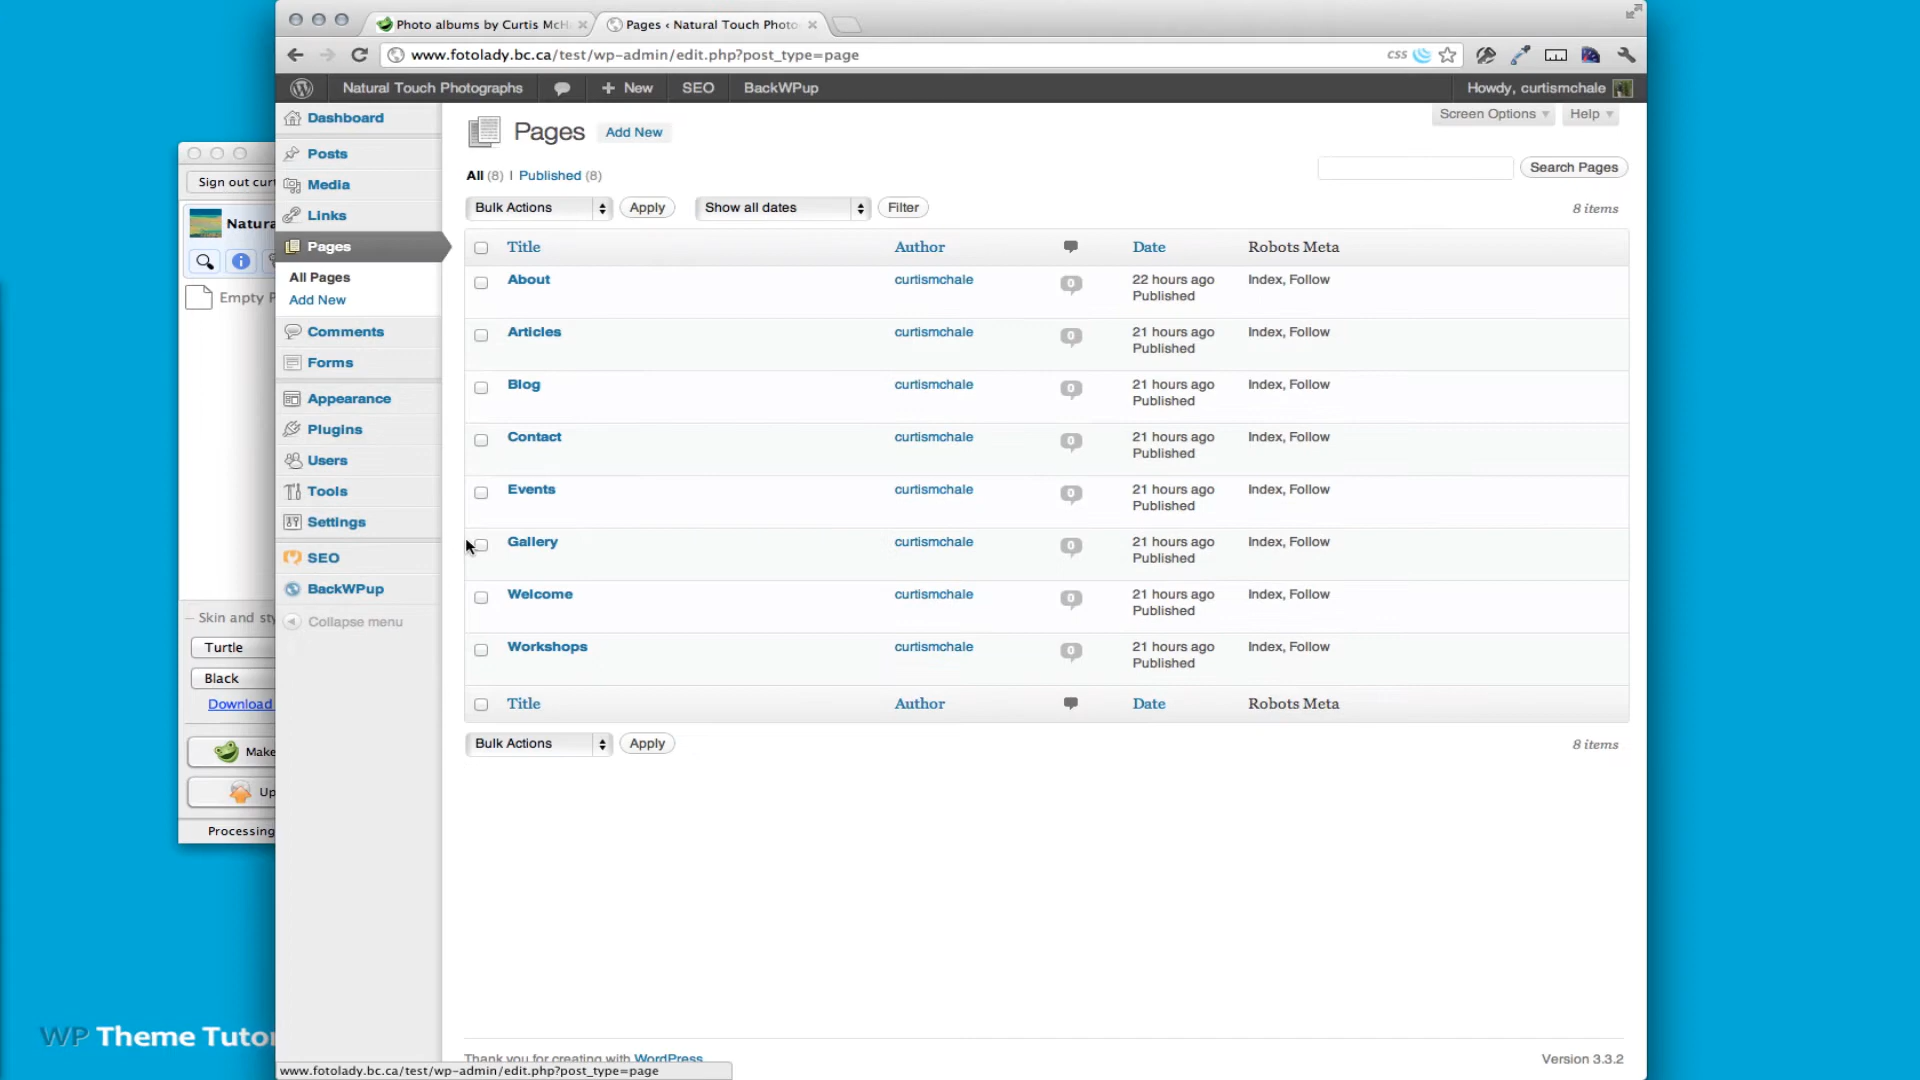 Photo albums by Curtis McH
Pages ‹ Natural Touch Photo
www.fotolady.bc.ca/test/wp-admin/edit.php?post_type=page
CSS
Natural Touch Photographs
+ New
SEO
BackWPup
Howdy, curtismchale
Dashboard
Posts
Media
Links
Pages
All Pages
Add New
Comments
Forms
Appearance
Plugins
Users
Tools
Settings
SEO
BackWPup
Collapse menu
Screen Options
Help
Pages
Add New
All (8) | Published (8)
Search Pages
Bulk Actions
Apply
Show all dates
Filter
8 items
Title Author Date Robots Meta
About curtismchale 0 22 hours ago Index, Follow
Published
Articles curtismchale 0 21 hours ago Index, Follow
Published
Blog curtismchale 0 21 hours ago Index, Follow
Published
Contact curtismchale 0 21 hours ago Index, Follow
Published
Events curtismchale 0 21 hours ago Index, Follow
Published
Gallery curtismchale 0 21 hours ago Index, Follow
Published
Welcome curtismchale 0 21 hours ago Index, Follow
Published
Workshops curtismchale 0 21 hours ago Index, Follow
Published
Title Author Date Robots Meta
Bulk Actions
Apply
8 items
Thank you for creating with WordPress
Version 3.3.2
www.fotolady.bc.ca/test/wp-admin/edit.php?post_type=page
Sign out cur
Natura
Empty P
Skin and sty
Turtle
Black
Download
Make
Up
Processing
WP Theme Tutor